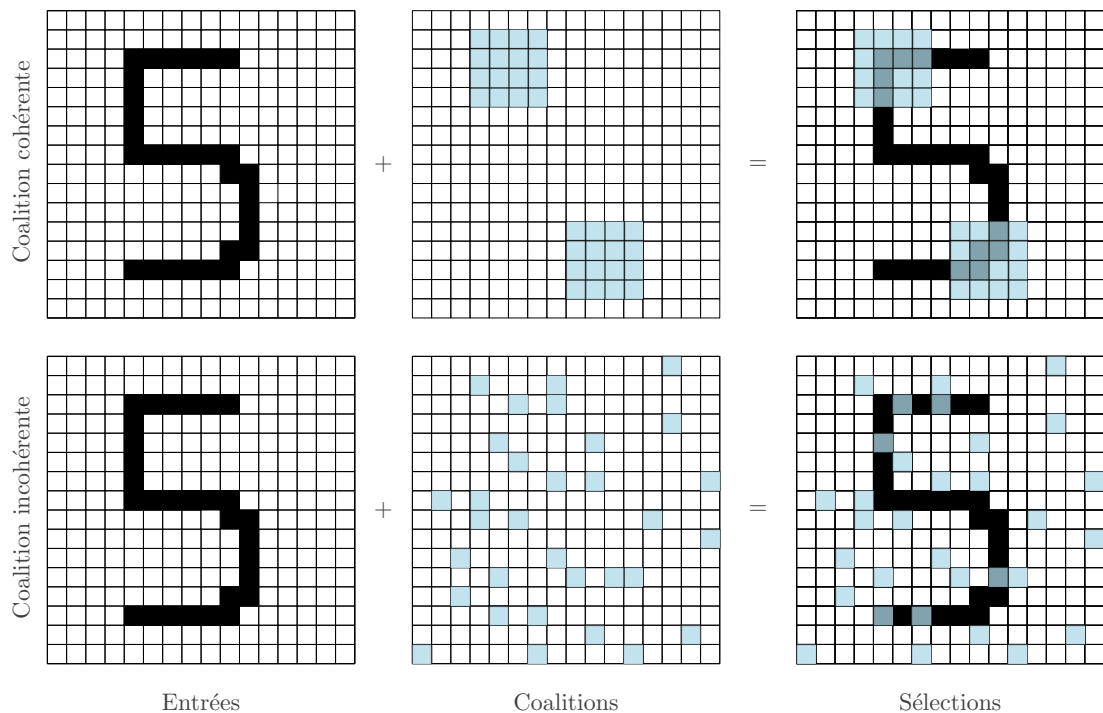 Coalition cohérente
+
=
Coalition incohérente
+
=
Entrées
Coalitions
Sélections